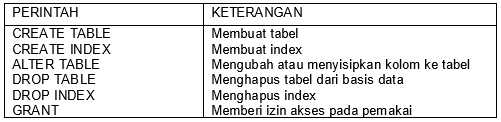 PERINTAH KETERANGAN
CREATE TABLE Membuat tabel
CREATE INDEX Membuat index
ALTER TABLE Mengubah atau menyisipkan kolom ke tabel
DROP TABLE Menghapus tabel dari basis data
DROP INDEX Menghapus index
GRANT Memberi izin akses pada pemakai